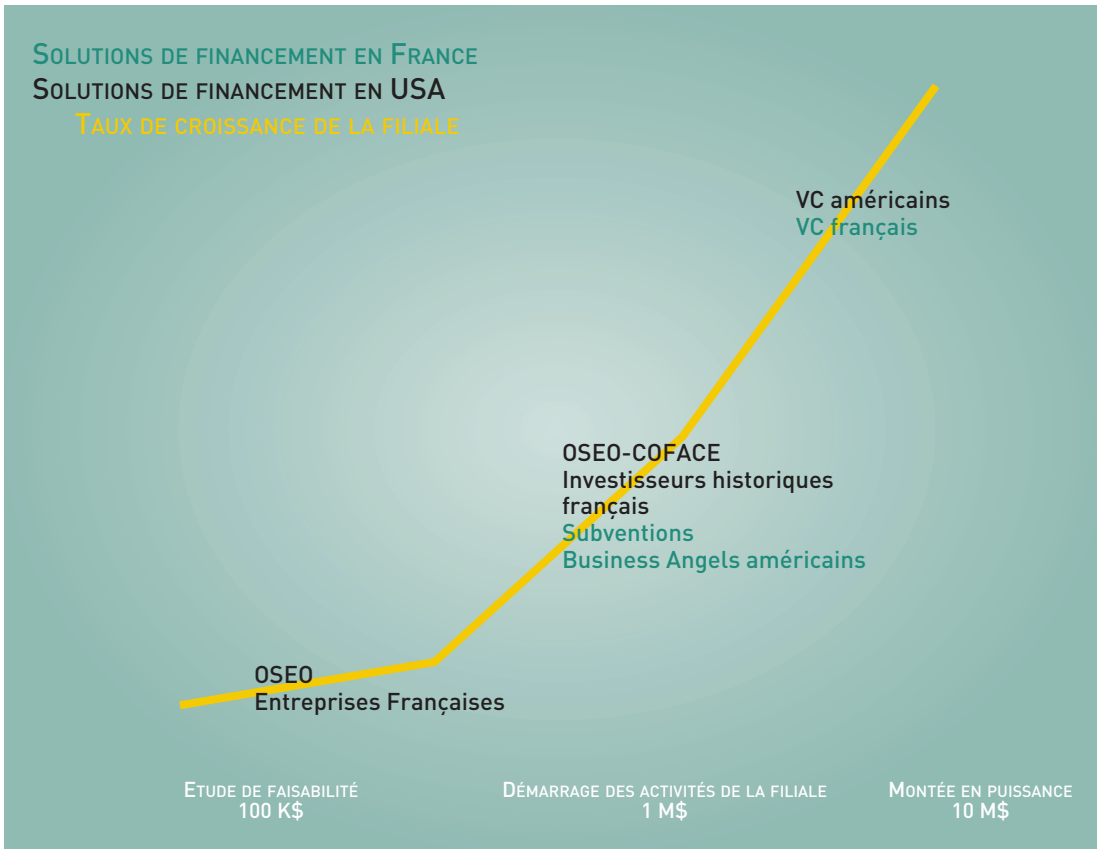 SOLUTIONS DE FINANCEMENT EN FRANCE
SOLUTIONS DE FINANCEMENT EN USA
TAUX DE CROISSANCE DE LA FILIALE
VC américains
VC français
OSEO-COFACE
Investisseurs historiques
français
Subventions
Business Angels américains
OSEO
Entreprises Françaises
ETUDE DE FAISABILITÉ
100 K$
DÉMARRAGE DES ACTIVITÉS DE LA FILIALE
1 M$
MONTÉE EN PUISSANCE
10 M$